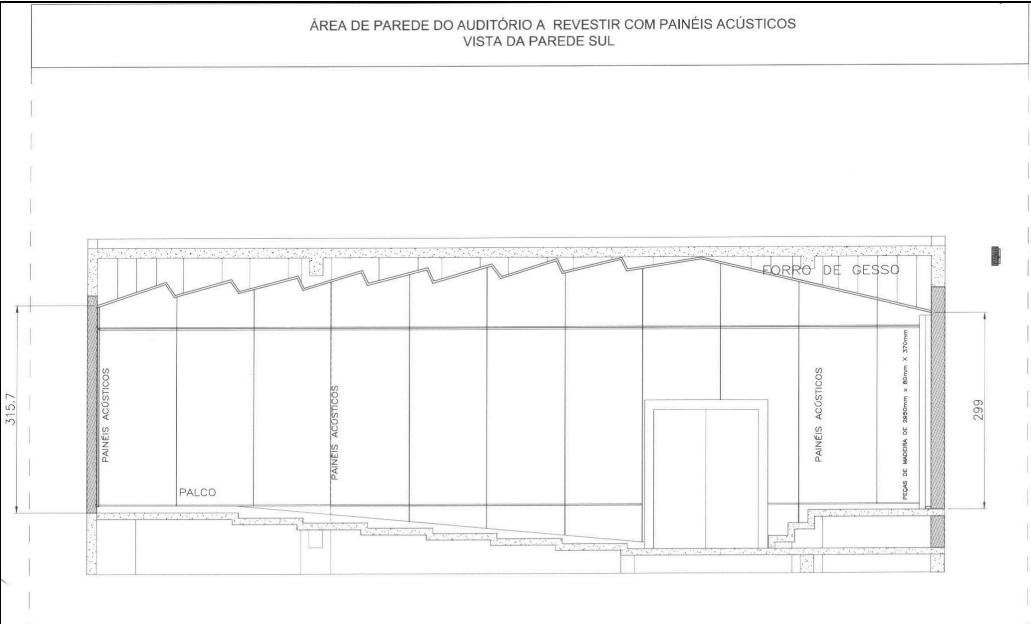 ÁREA DE PAREDE DO AUDITÓRIO A REVESTIR COM PAINÉIS ACÚSTICOS
VISTA DA PAREDE SUL
FORRO DE GESSO
315.7
PAINÉIS ACÚSTICOS
PALCO
PAINÉIS ACÚSTICOS
PAINÉIS ACÚSTICOS
PEÇAS DE MADEIRA DE 2950mm x 80mm X 370mm
299